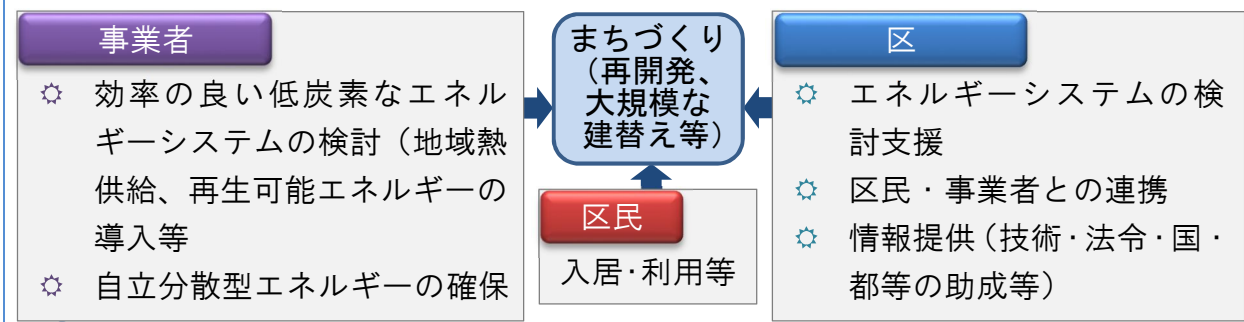 事業者
効率の良い低炭素なエネル
ギーシステムの検討（地域熱
供給、再生可能エネルギーの
導入等
自立分散型エネルギーの確保
まちづくり
（再開発、
大規模な
建替え等）
区民
入居・利用等
区
エネルギーシステムの検
討支援
区民・事業者との連携
情報提供（技術・法令・国・
都等の助成等）